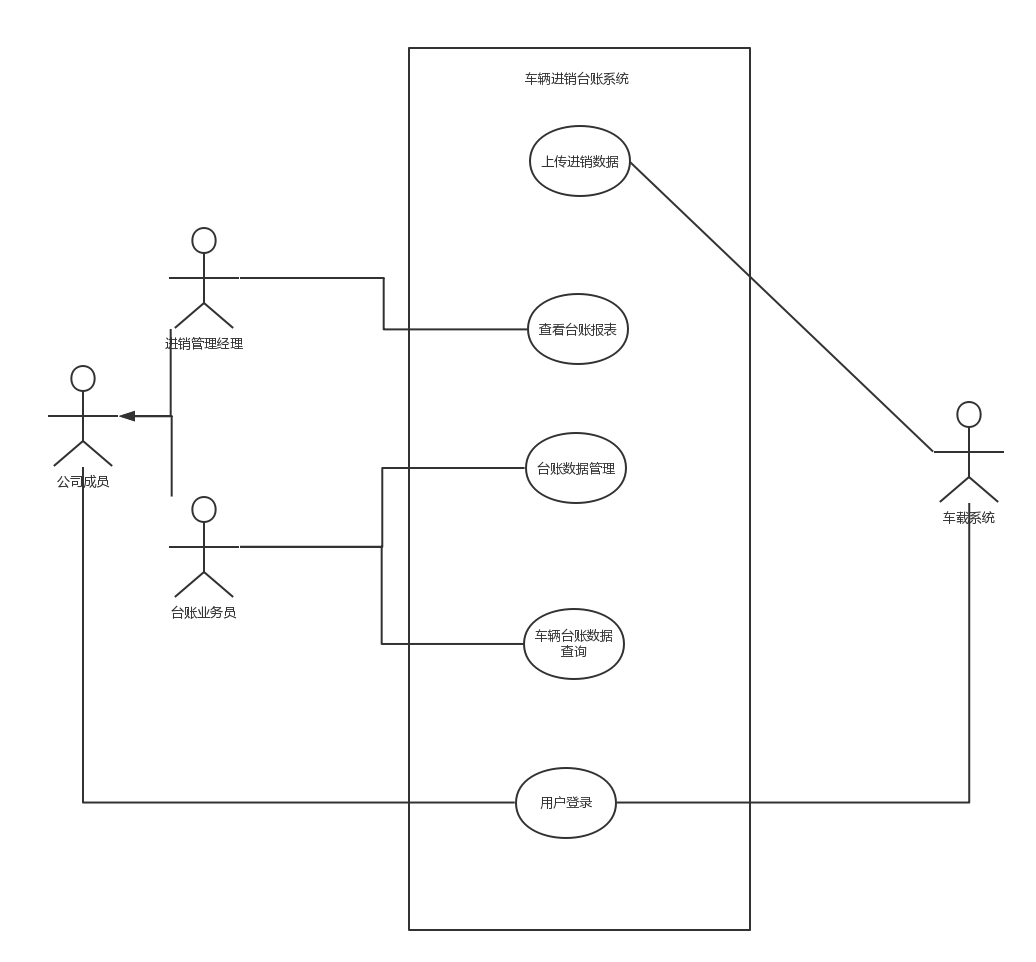 车辆进销台账系统
上传进销数据
查看台账报表
进销管理经理
台账数据管理
公司成员
车载系统
台账业务员
车辆台账数据
查询
用户登录